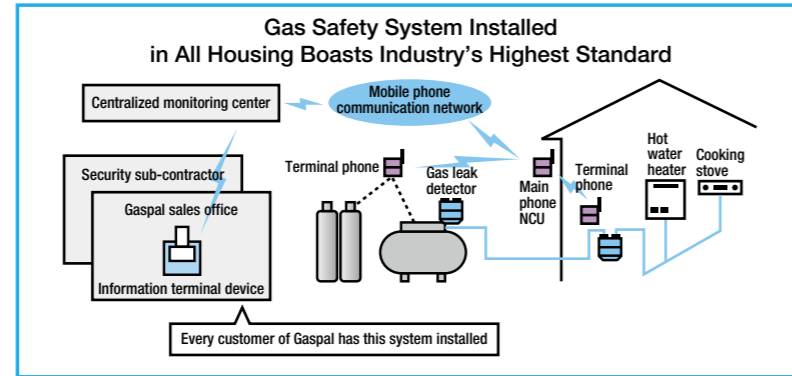 Gas Safety System Installed
in All Housing Boasts Industry's Highest Standard
Centralized monitoring center
Mobile phone
communication network
Security sub-contractor
Gaspal sales office
Information terminal device
Every customer of Gaspal has this system installed
Terminal phone
Gas leak
detector
Main
phone
NCU
Terminal
phone
Hot
water
heater
Cooking
stove